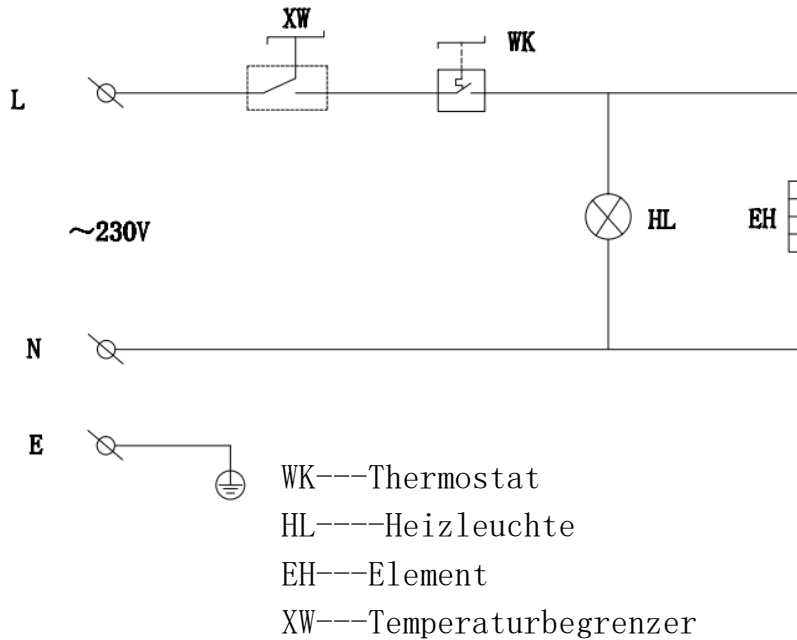 XW
WK
L
~230V
HL
EH
N
E
WK---Thermostat
HL----Heizleuchte
EH---Element
XW---Temperaturbegrenzer